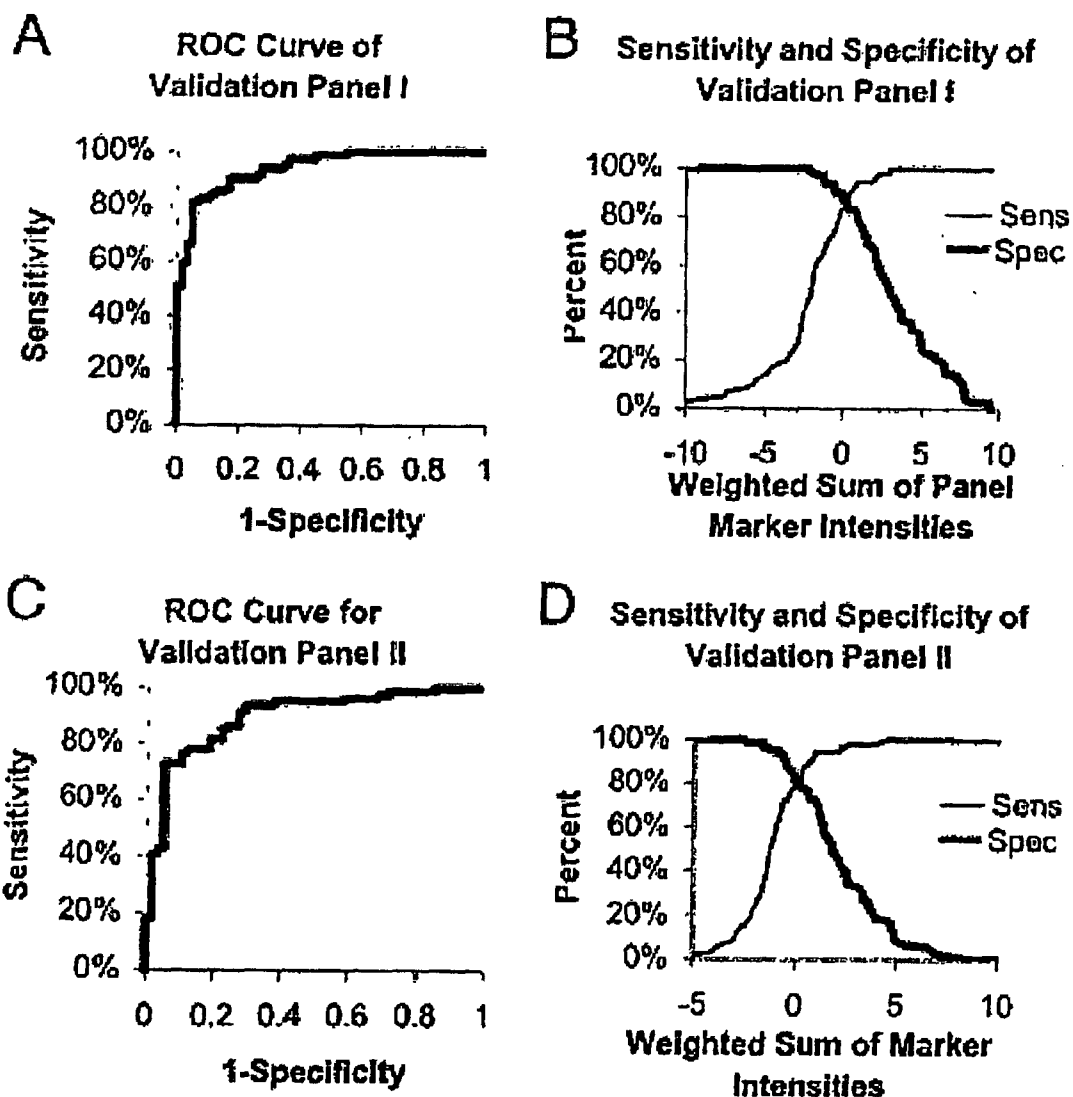 A
ROC Curve of
Validation Panel I
100%
80%
60%
40%
20%
0%
Sensitivity
0 0.2 0.4 0.6 0.8 1
1-Specificity
B
Sensitivity and Specificity of
Validation Panel I
100%
80%
60%
40%
20%
0%
Percent
Sens
Spec
-10 -5 0 5 10
Weighted Sum of Panel
Marker Intensities
C
ROC Curve for
Validation Panel II
100%
80%
60%
40%
20%
0%
Sensitivity
0 0.2 0.4 0.6 0.8 1
1-Specificity
D
Sensitivity and Specificity of
Validation Panel II
100%
80%
60%
40%
20%
0%
Percent
Sens
Spec
-5 0 5 10
Weighted Sum of Marker
Intensities